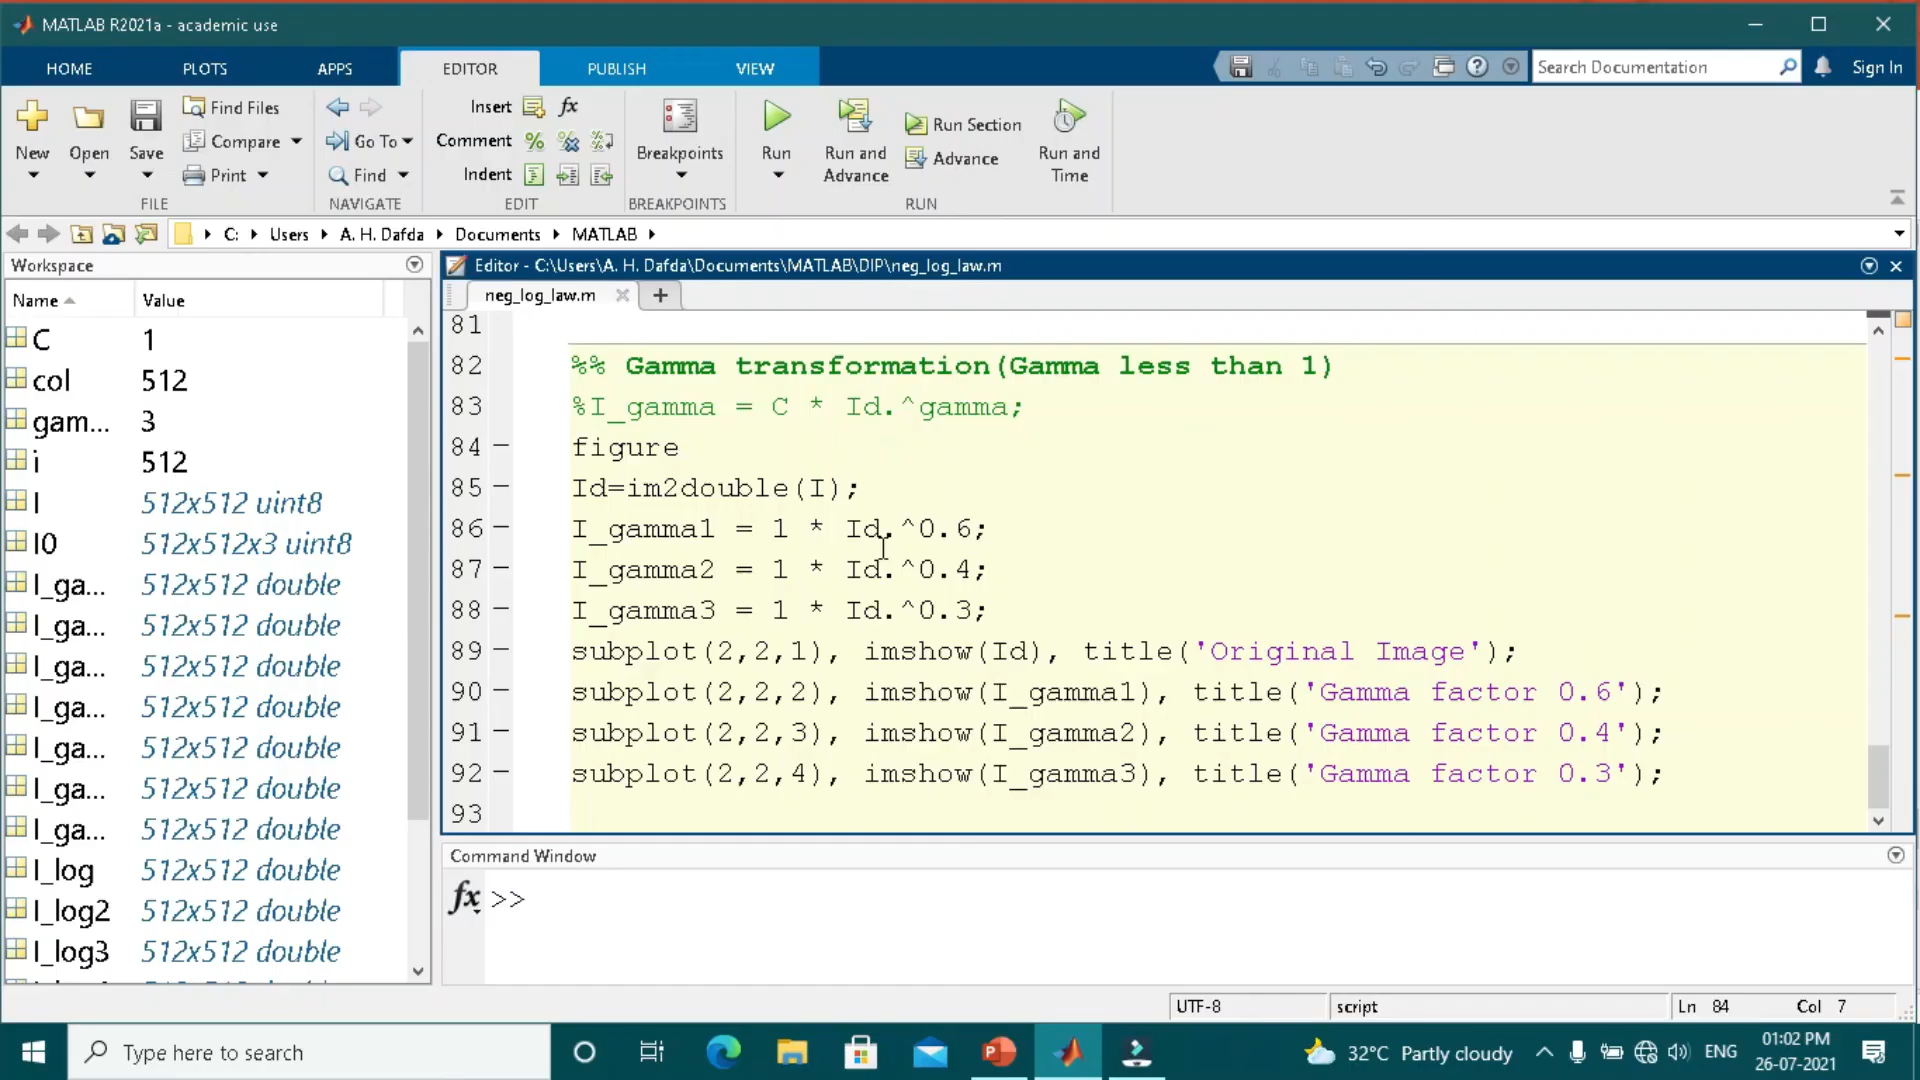 MATLAB R2021a - academic use
HOME PLOTS APPS EDITOR PUBLISH VIEW Search Documentation Sign In
Find Files Insert fx
Compare Go To Comment Run Section
New Open Save Breakpoints Run Run and Advance Advance Run and Time
Print Find Indent
FILE NAVIGATE EDIT BREAKPOINTS RUN
C: Users A. H. Dafda Documents MATLAB
Workspace
Name Value
C 1
col 512
gam... 3
i 512
I 512x512 uint8
I0 512x512x3 uint8
I_ga... 512x512 double
I_ga... 512x512 double
I_ga... 512x512 double
I_ga... 512x512 double
I_ga... 512x512 double
I_ga... 512x512 double
I_ga... 512x512 double
I_log 512x512 double
I_log2 512x512 double
I_log3 512x512 double
Editor - C:\Users\A. H. Dafda\Documents\MATLAB\DIP\neg_log_law.m
neg_log_law.m
81
82 %% Gamma transformation(Gamma less than 1)
83 %I_gamma = C * Id.^gamma;
84 figure
85 Id=im2double(I);
86 I_gamma1 = 1 * Id.^0.6;
87 I_gamma2 = 1 * Id.^0.4;
88 I_gamma3 = 1 * Id.^0.3;
89 subplot(2,2,1), imshow(Id), title('Original Image');
90 subplot(2,2,2), imshow(I_gamma1), title('Gamma factor 0.6');
91 subplot(2,2,3), imshow(I_gamma2), title('Gamma factor 0.4');
92 subplot(2,2,4), imshow(I_gamma3), title('Gamma factor 0.3');
93
Command Window
fx >>
UTF-8 script Ln 84 Col 7
Type here to search 32°C Partly cloudy ENG 01:02 PM
26-07-2021